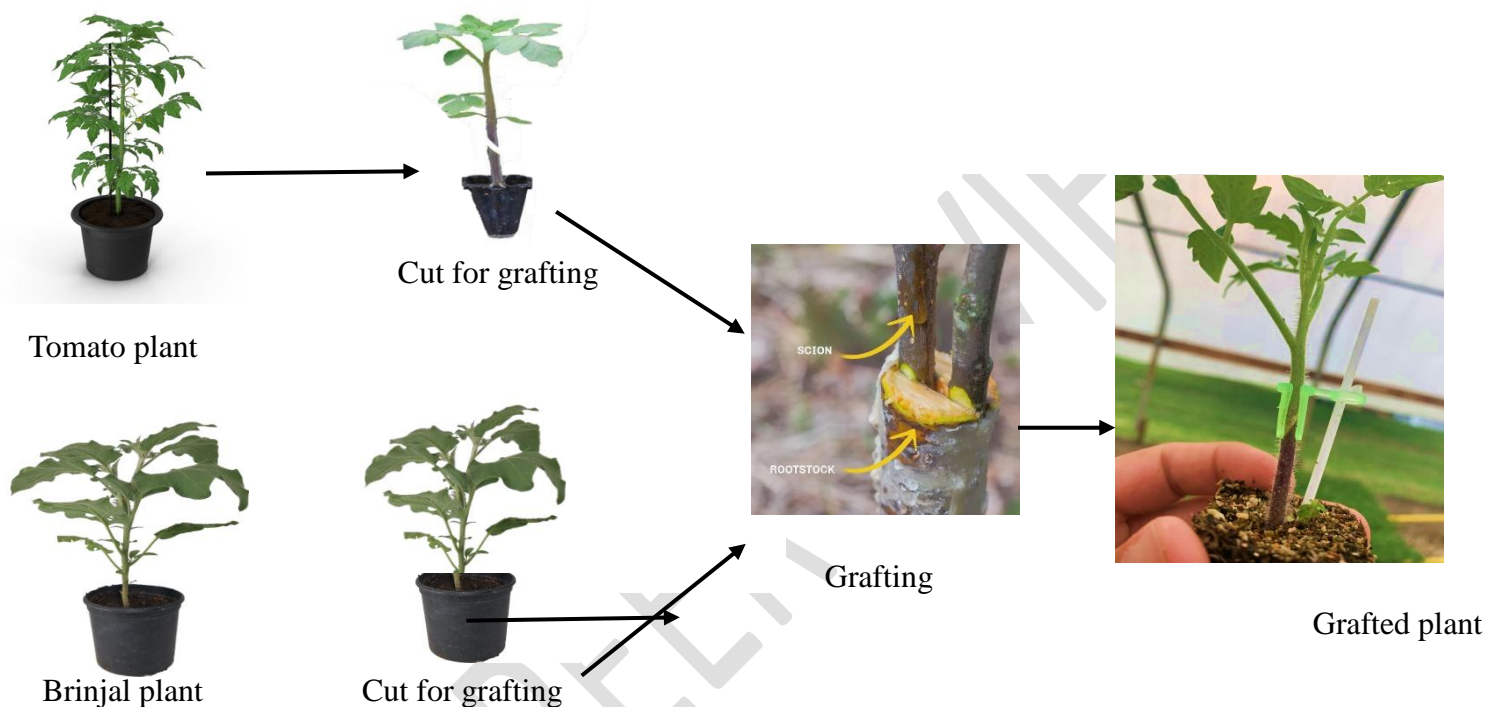 Cut for grafting
Tomato plant
SCION
ROOTSTOCK
Grafting
Grafted plant
Brinjal plant
Cut for grafting